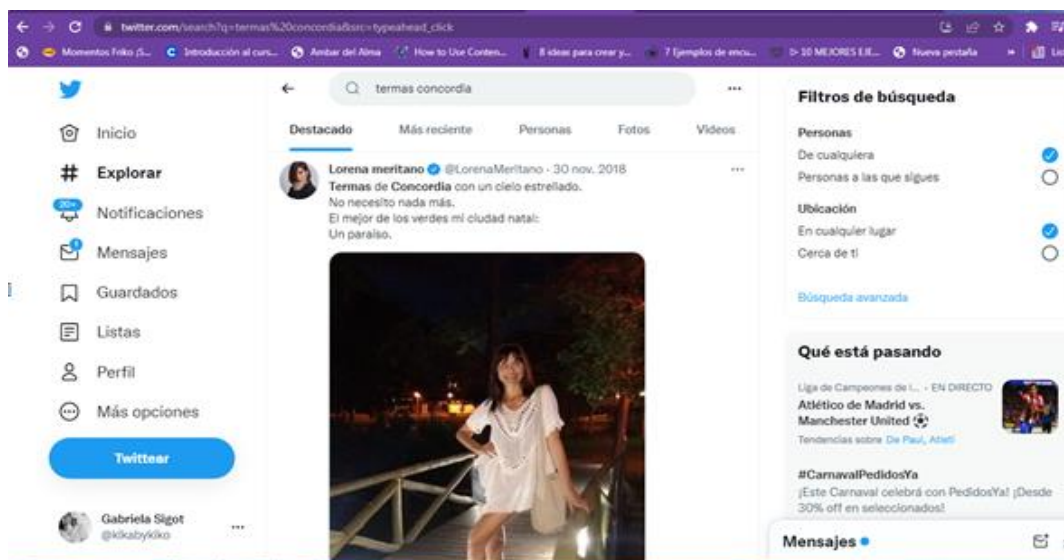 twitter.com/search?q=termas%20concordia&src=typeahead_click
Momentos Friko ¡S...
Introducción al curs...
Ambar del Alma
How to Use Conten...
8 ideas para crear y...
7 Ejemplos de encu...
▷ 10 MEJORES EJE...
Nueva pestaña
»
termas concordia
Destacado
Más reciente
Personas
Fotos
Videos
Inicio
Explorar
20+
Notificaciones
1
Mensajes
Guardados
Listas
Perfil
Más opciones
Twittear
Gabriela Sigot
@kikabykiko
Lorena meritano @LorenaMeritano · 30 nov. 2018
Termas de Concordia con un cielo estrellado.
No necesito nada más.
El mejor de los verdes mi ciudad natal:
Un paraíso.
Filtros de búsqueda
Personas
De cualquiera
Personas a las que sigues
Ubicación
En cualquier lugar
Cerca de ti
Búsqueda avanzada
Qué está pasando
Liga de Campeones de l... · EN DIRECTO
Atlético de Madrid vs.
Manchester United
Tendencias sobre De Paul, Atleti
#CarnavalPedidosYa
¡Este Carnaval celebrá con PedidosYa! ¡Desde
30% off en seleccionados!
Mensajes